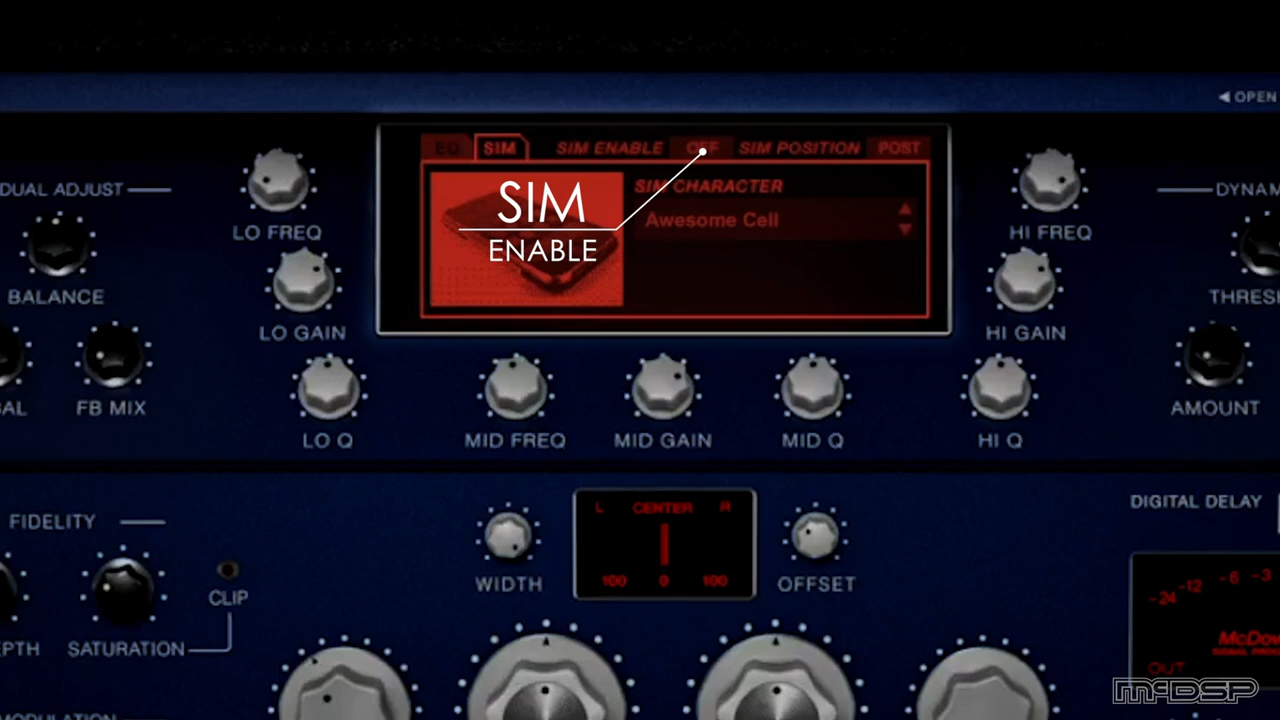 ◀ OPEN
EQ SIM SIM ENABLE OFF SIM POSITION POST
SIM
ENABLE
SIM CHARACTER
Awesome Cell
DUAL ADJUST
BALANCE
FB MIX
LO FREQ
LO GAIN
LO Q
MID FREQ
MID GAIN
MID Q
HI FREQ
HI GAIN
HI Q
AMOUNT
FIDELITY
SATURATION
CLIP
WIDTH
L CENTER R
100 0 100
OFFSET
DIGITAL DELAY
-24 -12 -6 -3
OUT
McDSP